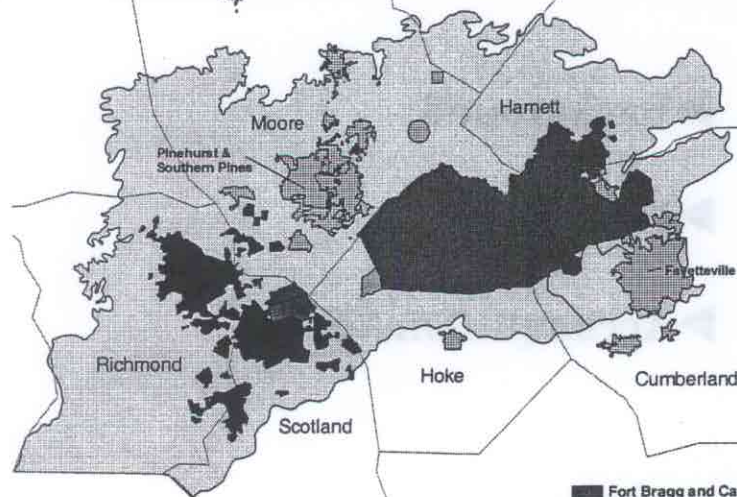 Harnett
Moore
Pinehurst &
Southern Pines
Fayetteville
Richmond
Hoke
Cumberland
Scotland
Fort Bragg and Ca